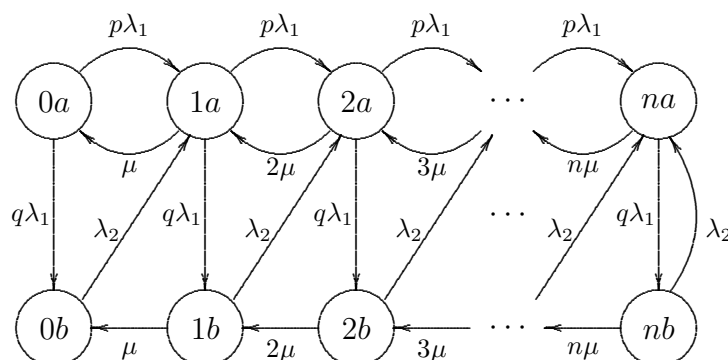 pλ₁ pλ₁ pλ₁ pλ₁
0a 1a 2a ··· na
μ 2μ 3μ nμ
qλ₁ λ₂ qλ₁ λ₂ qλ₁ λ₂ ··· λ₂ qλ₁ λ₂
0b 1b 2b ··· nb
μ 2μ 3μ nμ